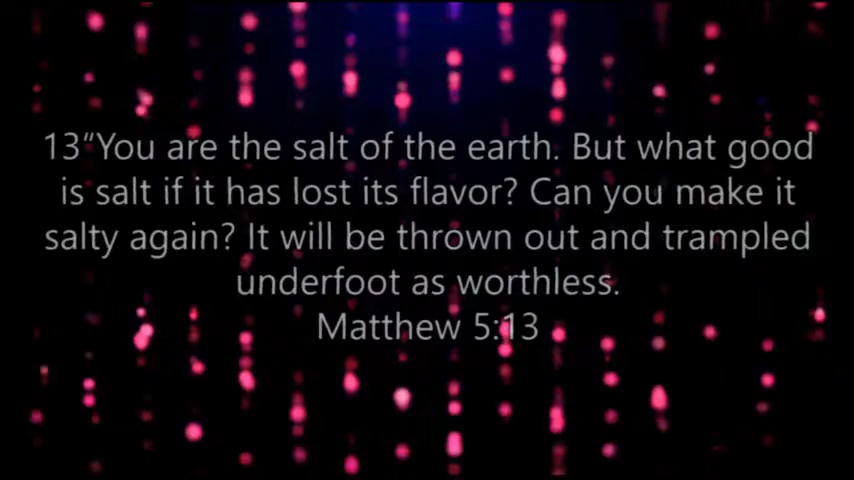 13“You are the salt of the earth. But what good
is salt if it has lost its flavor? Can you make it
salty again? It will be thrown out and trampled
underfoot as worthless.
Matthew 5:13